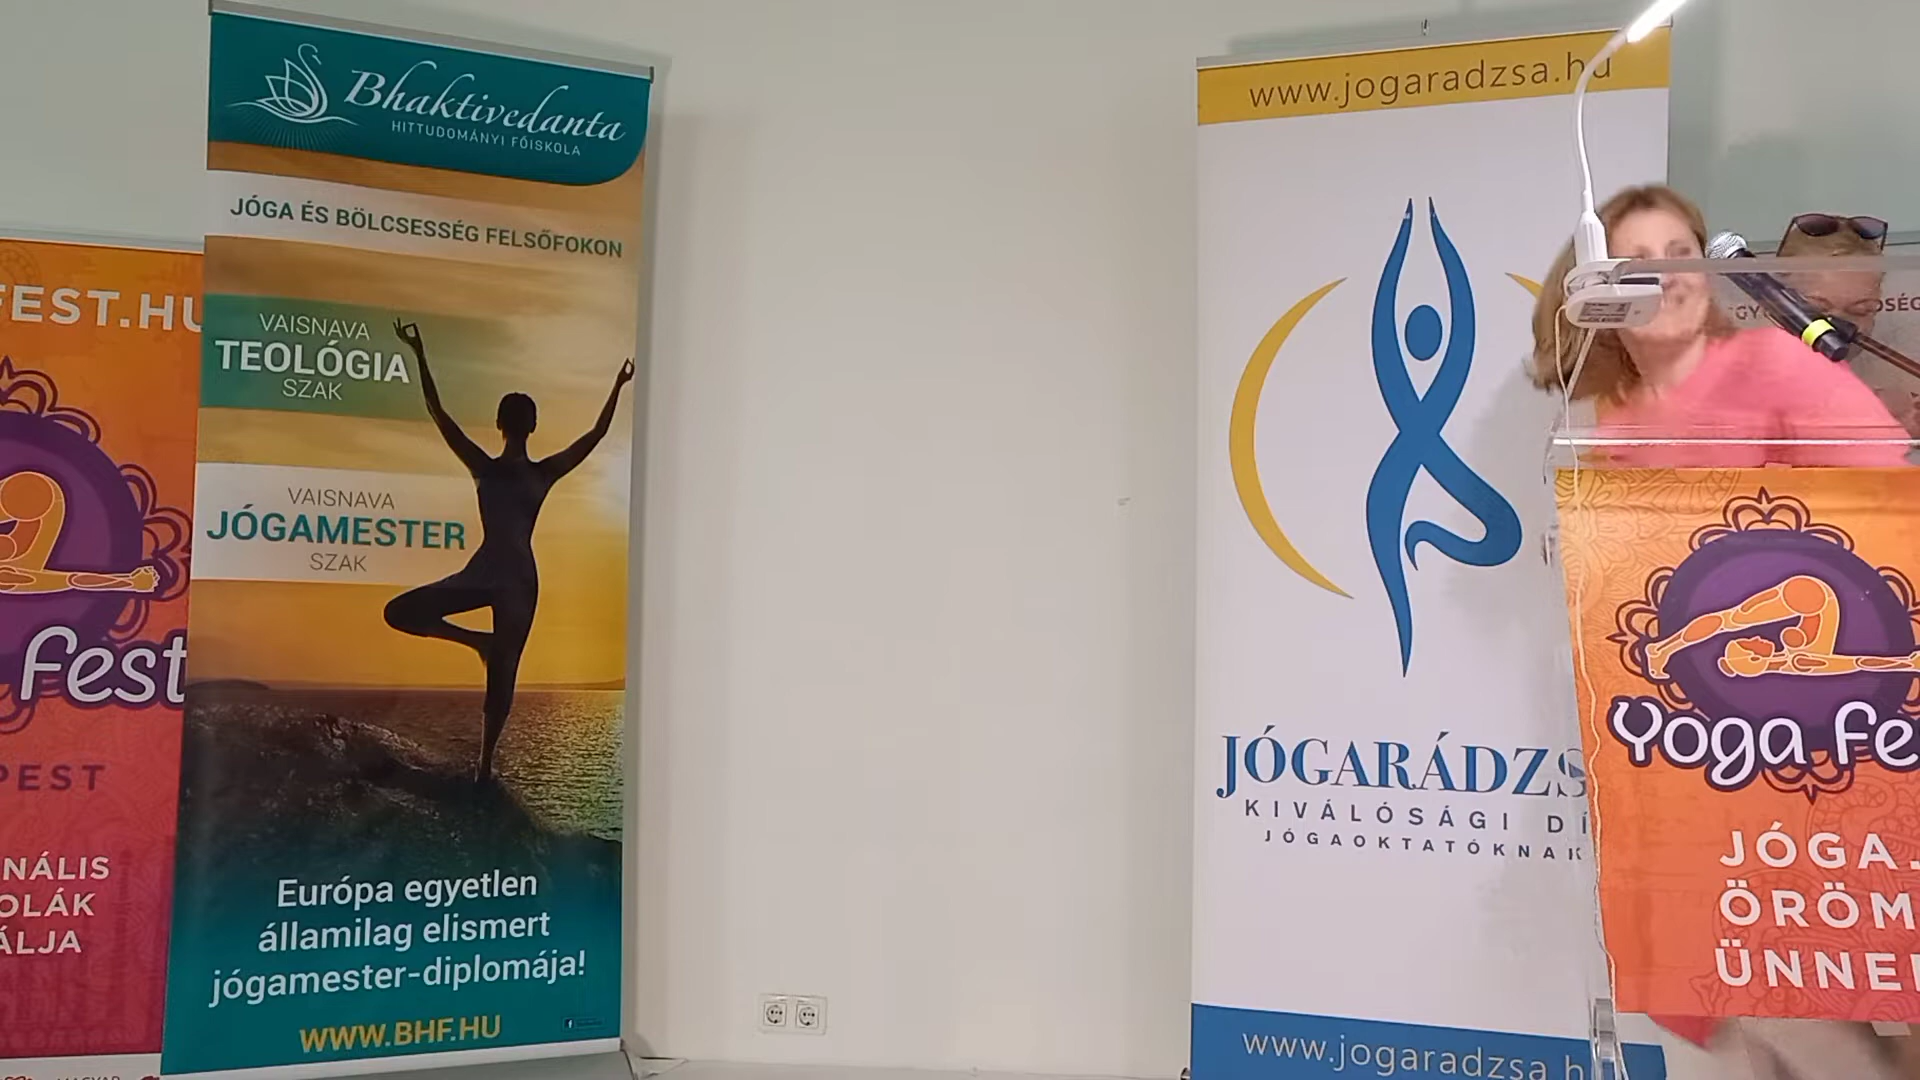 FEST.HU
Fest
PEST
NÁLIS
OLÁK
ÁLJA
Bhaktivedanta
HITTUDOMÁNYI FŐISKOLA
JÓGA ÉS BÖLCSESSÉG FELSŐFOKON
VAISNAVA
TEOLÓGIA
SZAK
VAISNAVA
JÓGAMESTER
SZAK
Európa egyetlen
államilag elismert
jógamester-diplomája!
WWW.BHF.HU
www.jogaradzsa.hu
JÓGARÁDZS
KIVÁLÓSÁGI DÍ
JÓGAOKTATÓKNAK
www.jogaradzsa.h
Yoga Fe
JÓGA.
ÖRÖM
ÜNNE